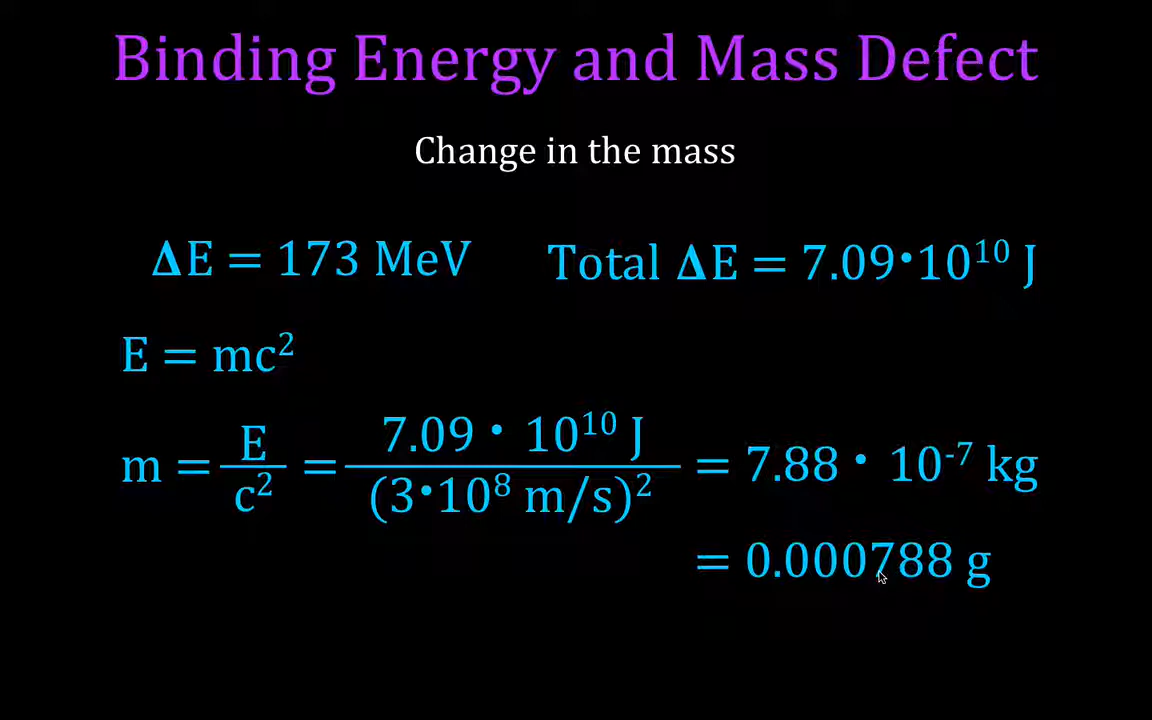 Binding Energy and Mass Defect
Change in the mass
ΔE = 173 MeV Total ΔE = 7.09•10¹⁰ J
E = mc²
m = E/c² = 7.09 • 10¹⁰ J/(3•10⁸ m/s)² = 7.88 • 10⁻⁷ kg
= 0.000788 g